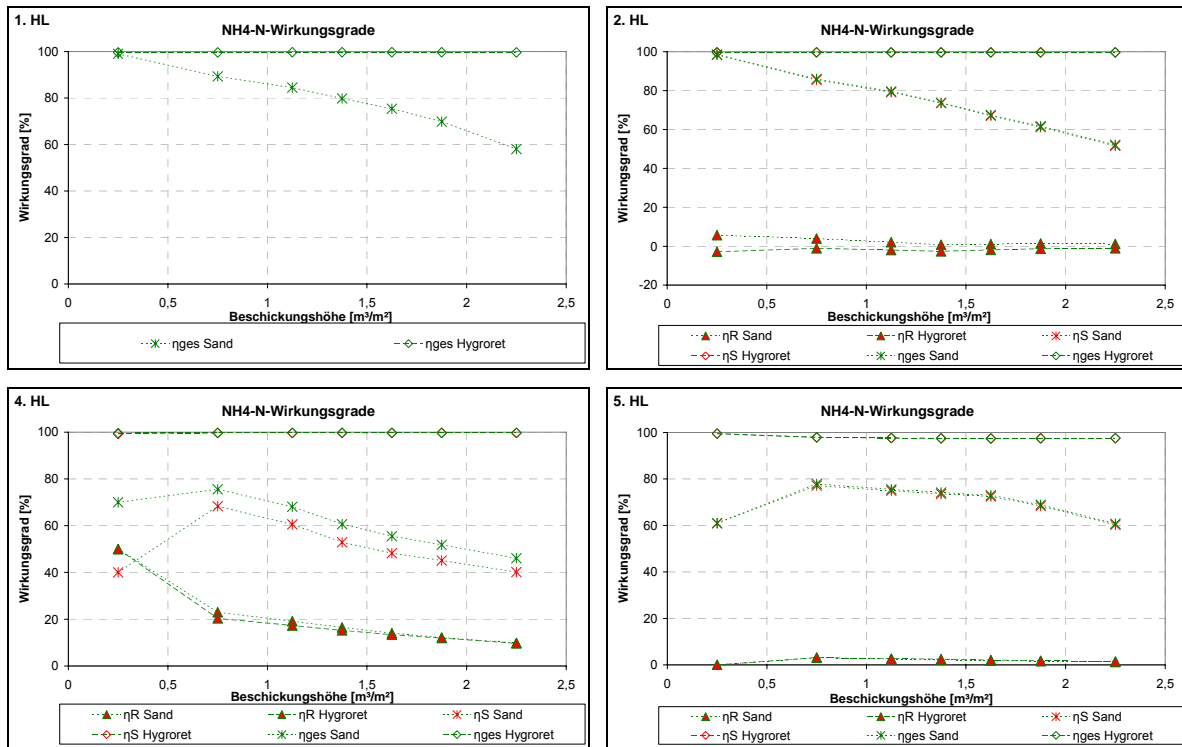 1. HL
NH4-N-Wirkungsgrade
Wirkungsgrad [%]
100
80
60
40
20
0
0 0,5 1 1,5 2 2,5
Beschickungshöhe [m³/m²]
ηges Sand ηges Hygroret
2. HL
NH4-N-Wirkungsgrade
Wirkungsgrad [%]
100
80
60
40
20
0
-20
0 0,5 1 1,5 2 2,5
Beschickungshöhe [m³/m²]
ηR Sand ηR Hygroret ηS Sand
ηS Hygroret ηges Sand ηges Hygroret
4. HL
NH4-N-Wirkungsgrade
Wirkungsgrad [%]
100
80
60
40
20
0
0 0,5 1 1,5 2 2,5
Beschickungshöhe [m³/m²]
ηR Sand ηR Hygroret ηS Sand
ηS Hygroret ηges Sand ηges Hygroret
5. HL
NH4-N-Wirkungsgrade
Wirkungsgrad [%]
100
80
60
40
20
0
0 0,5 1 1,5 2 2,5
Beschickungshöhe [m³/m²]
ηR Sand ηR Hygroret ηS Sand
ηS Hygroret ηges Sand ηges Hygroret